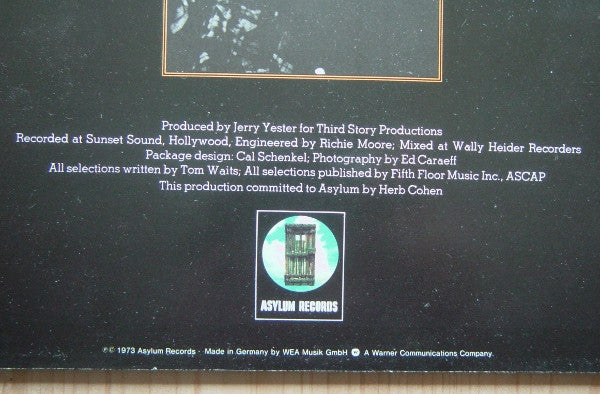 Produced by Jerry Yester for Third Story Productions
Recorded at Sunset Sound, Hollywood, Engineered by Richie Moore; Mixed at Wally Heider Recorders
Package design: Cal Schenkel; Photography by Ed Caraeff
All selections written by Tom Waits; All selections published by Fifth Floor Music Inc., ASCAP
This production committed to Asylum by Herb Cohen
ASYLUM RECORDS
℗© 1973 Asylum Records · Made in Germany by WEA Musik GmbH A Warner Communications Company.